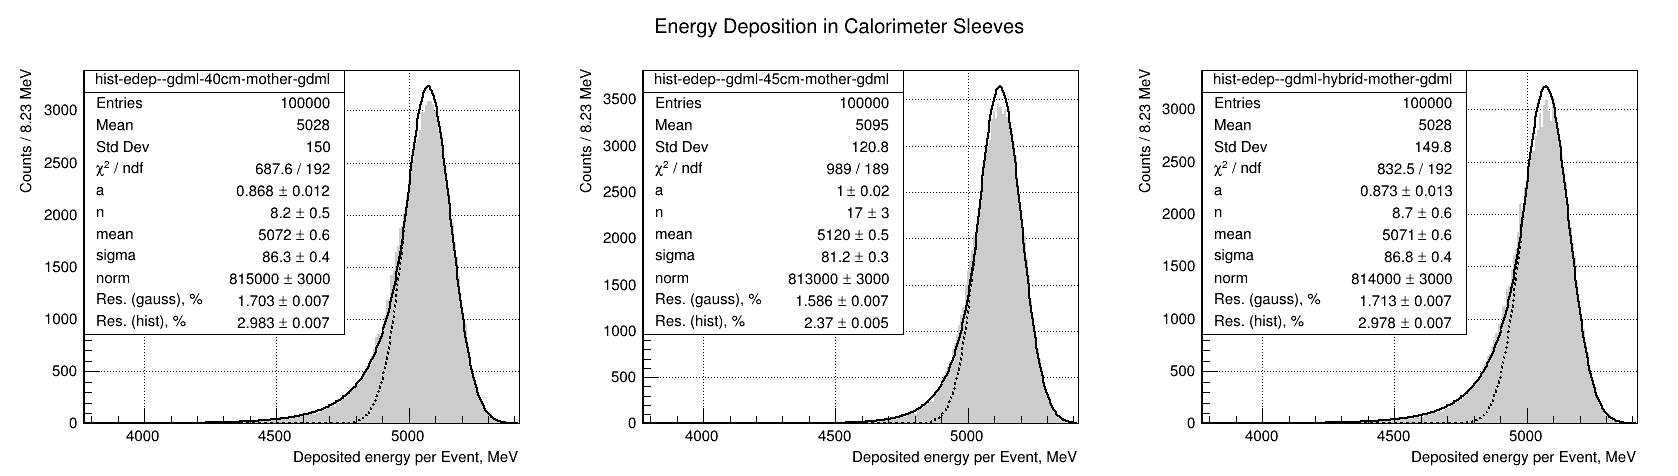 Energy Deposition in Calorimeter Sleeves
Counts / 8.23 MeV
hist-edep--gdml-40cm-mother-gdml
Entries 100000
Mean 5028
Std Dev 150
χ² / ndf 687.6 / 192
a 0.868 ± 0.012
n 8.2 ± 0.5
mean 5072 ± 0.6
sigma 86.3 ± 0.4
norm 815000 ± 3000
Res. (gauss), % 1.703 ± 0.007
Res. (hist), % 2.983 ± 0.007
3000
2500
2000
1500
1000
500
0
4000 4500 5000
Deposited energy per Event, MeV
Counts / 8.23 MeV
hist-edep--gdml-45cm-mother-gdml
Entries 100000
Mean 5095
Std Dev 120.8
χ² / ndf 989 / 189
a 1 ± 0.02
n 17 ± 3
mean 5120 ± 0.5
sigma 81.2 ± 0.3
norm 813000 ± 3000
Res. (gauss), % 1.586 ± 0.007
Res. (hist), % 2.37 ± 0.005
3500
3000
2500
2000
1500
1000
500
0
4000 4500 5000
Deposited energy per Event, MeV
Counts / 8.23 MeV
hist-edep--gdml-hybrid-mother-gdml
Entries 100000
Mean 5028
Std Dev 149.8
χ² / ndf 832.5 / 192
a 0.873 ± 0.013
n 8.7 ± 0.6
mean 5071 ± 0.6
sigma 86.8 ± 0.4
norm 814000 ± 3000
Res. (gauss), % 1.713 ± 0.007
Res. (hist), % 2.978 ± 0.007
3000
2500
2000
1500
1000
500
0
4000 4500 5000
Deposited energy per Event, MeV